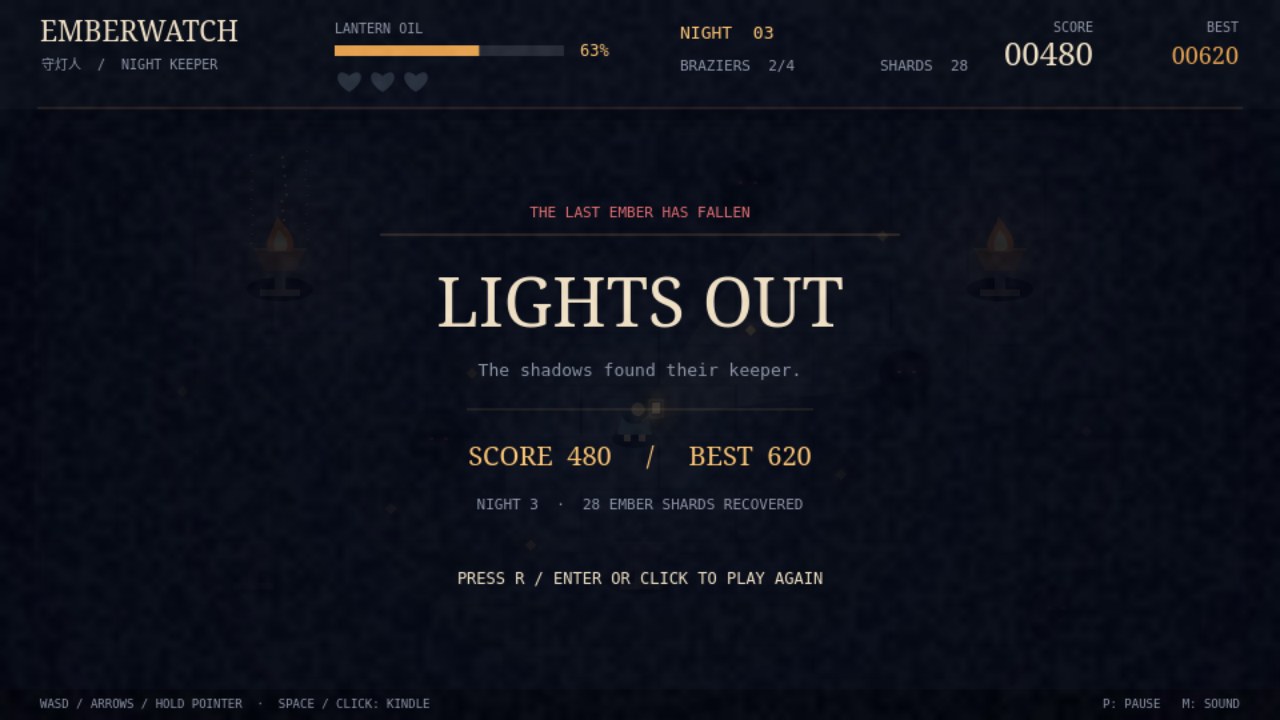 EMBERWATCH
守灯人 / NIGHT KEEPER
LANTERN OIL
63%
NIGHT 03
BRAZIERS 2/4
SHARDS 28
SCORE
00480
BEST
00620
THE LAST EMBER HAS FALLEN
LIGHTS OUT
The shadows found their keeper.
SCORE 480 / BEST 620
NIGHT 3 · 28 EMBER SHARDS RECOVERED
PRESS R / ENTER OR CLICK TO PLAY AGAIN
WASD / ARROWS / HOLD POINTER · SPACE / CLICK: KINDLE
P: PAUSE M: SOUND